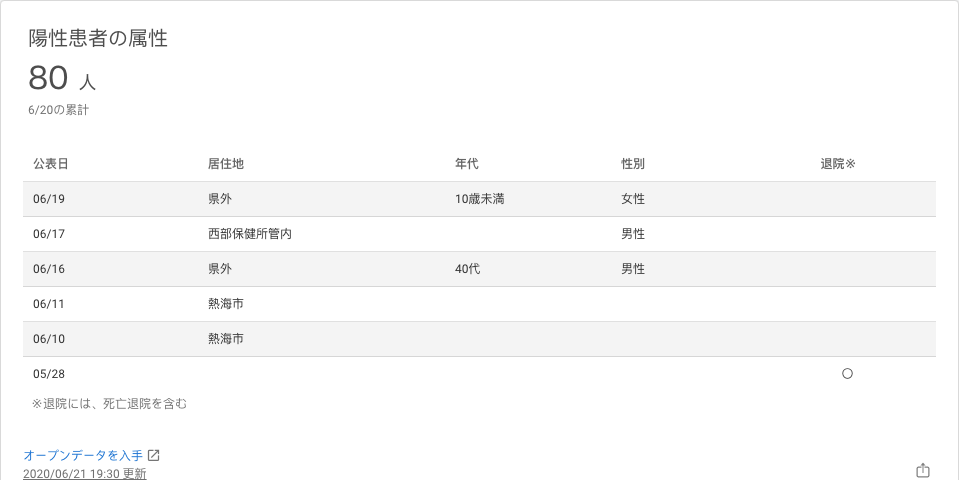 陽性患者の属性
80 人
6/20の累計
公表日 居住地 年代 性別 退院※
06/19 県外 10歳未満 女性
06/17 西部保健所管内 男性
06/16 県外 40代 男性
06/11 熱海市
06/10 熱海市
05/28 ○
※退院には、死亡退院を含む
オープンデータを入手
2020/06/21 19:30 更新